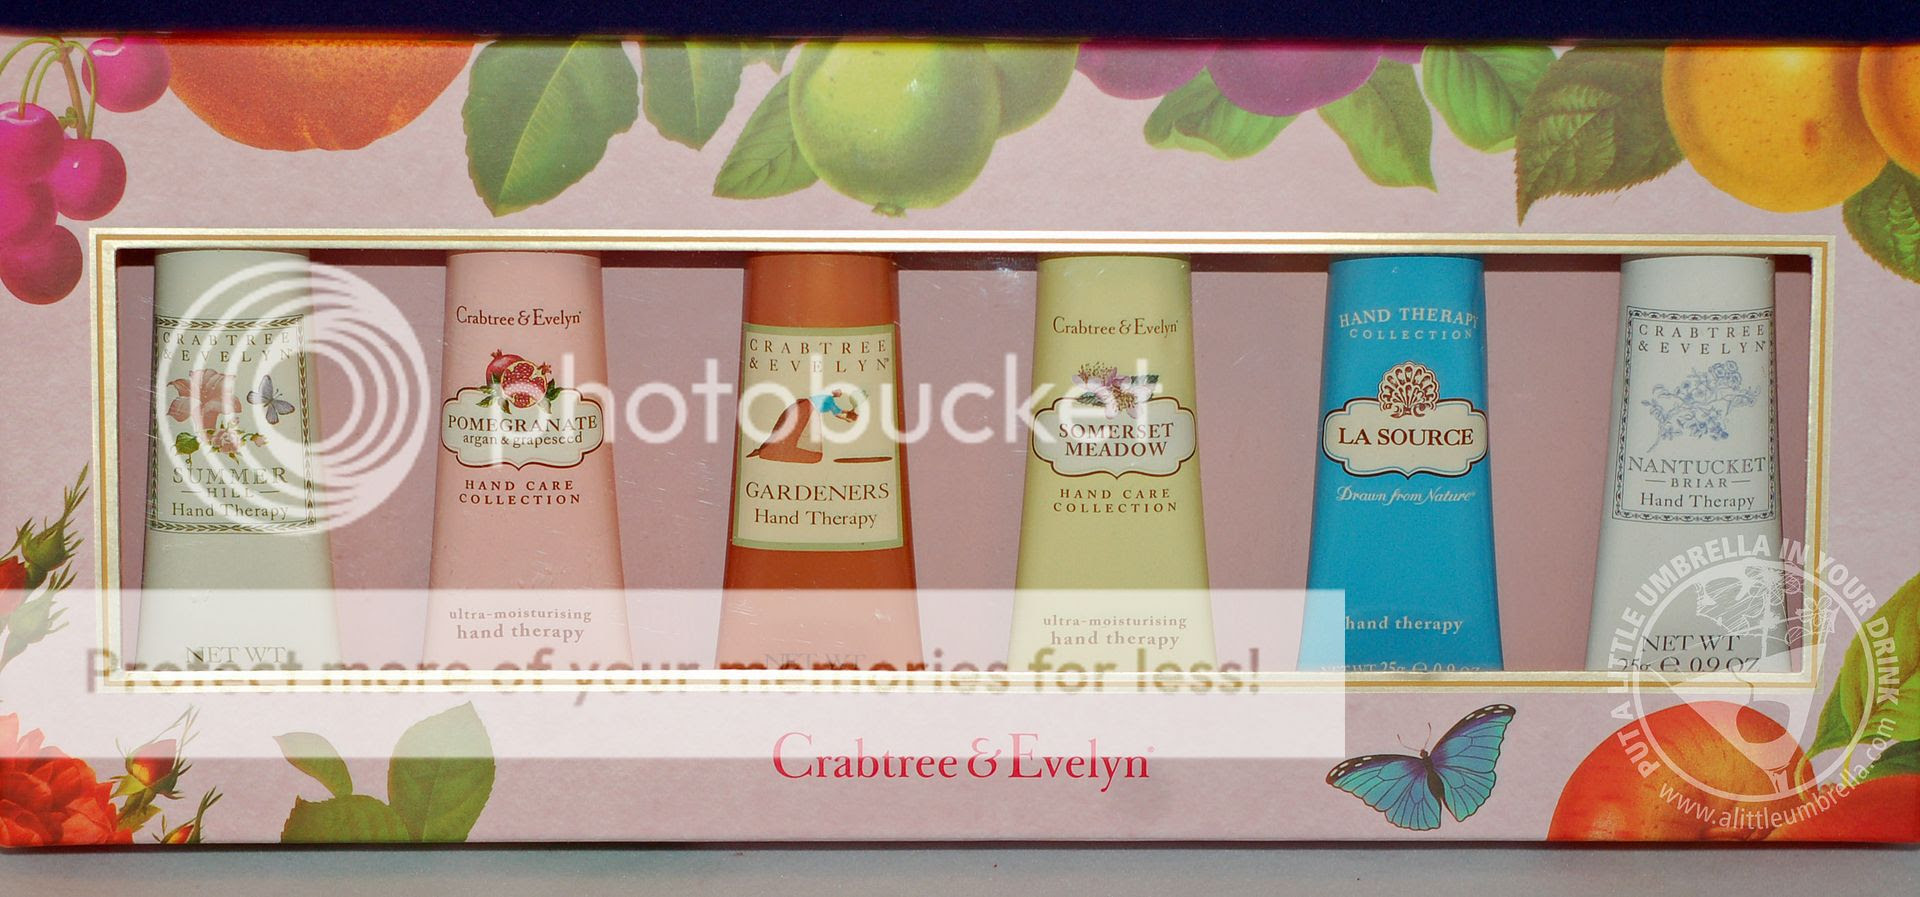 CRABTREE
& EVELYN
SUMMER
HILL
Hand Therapy
NET WT
Crabtree & Evelyn
POMEGRANATE
argan & grapeseed
HAND CARE
COLLECTION
ultra-moisturising
hand therapy
CRABTREE
& EVELYN
GARDENERS
Hand Therapy
NET WT
Crabtree & Evelyn
SOMERSET
MEADOW
HAND CARE
COLLECTION
ultra-moisturising
hand therapy
HAND THERAPY
COLLECTION
LA SOURCE
Drawn from Nature
hand therapy
NET WT 25g e 0.9 OZ
CRABTREE
& EVELYN
NANTUCKET
BRIAR
Hand Therapy
NET WT
25g e 0.9 OZ
photobucket
Protect more of your memories for less!
Crabtree & Evelyn
PUT A LITTLE UMBRELLA IN YOUR DRINK
www.alittleumbrella.com